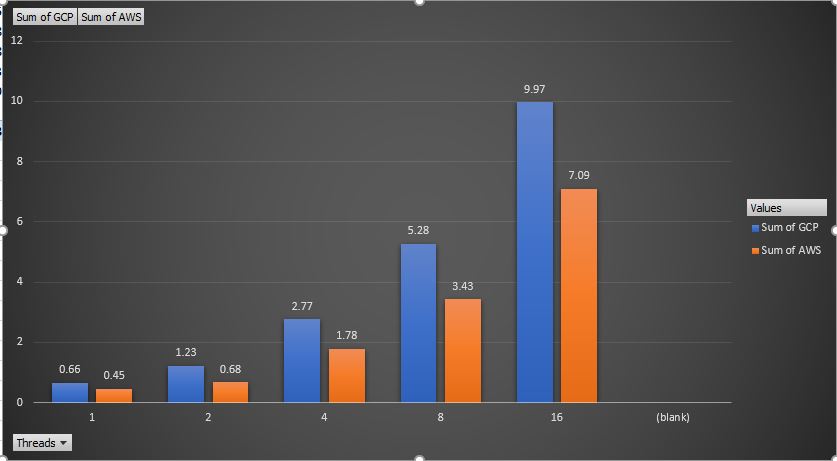 Sum of GCP Sum of AWS
12
10
8
6
4
2
0
0.66 0.45
1.23 0.68
2.77 1.78
5.28 3.43
9.97 7.09
1 2 4 8 16 (blank)
Values
Sum of GCP
Sum of AWS
Threads